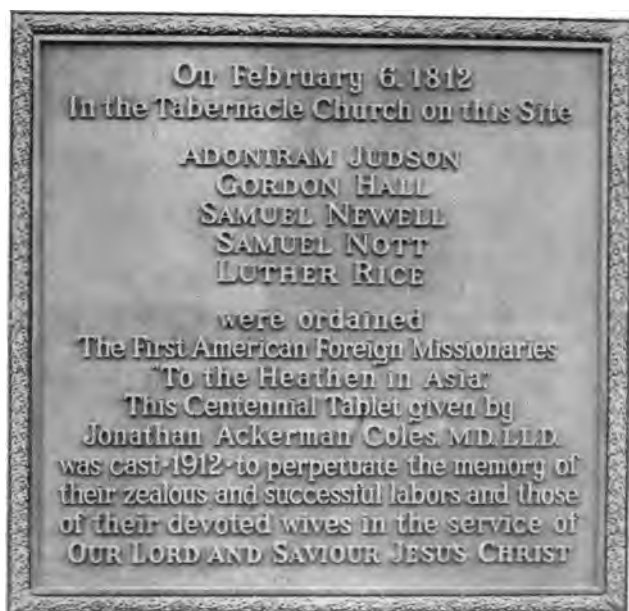 On February 6.1812
In the Tabernacle Church on this Site
ADONIRAM JUDSON
GORDON HALL
SAMUEL NEWELL
SAMUEL NOTT
LUTHER RICE
were ordained
The First American Foreign Missionaries
"To the Heathen in Asia."
This Centennial Tablet given by
Jonathan Ackerman Coles. M.D.L.L.D.
was cast·1912·to perpetuate the memory of
their zealous and successful labors and those
of their devoted wives in the service of
OUR LORD AND SAVIOUR JESUS CHRIST